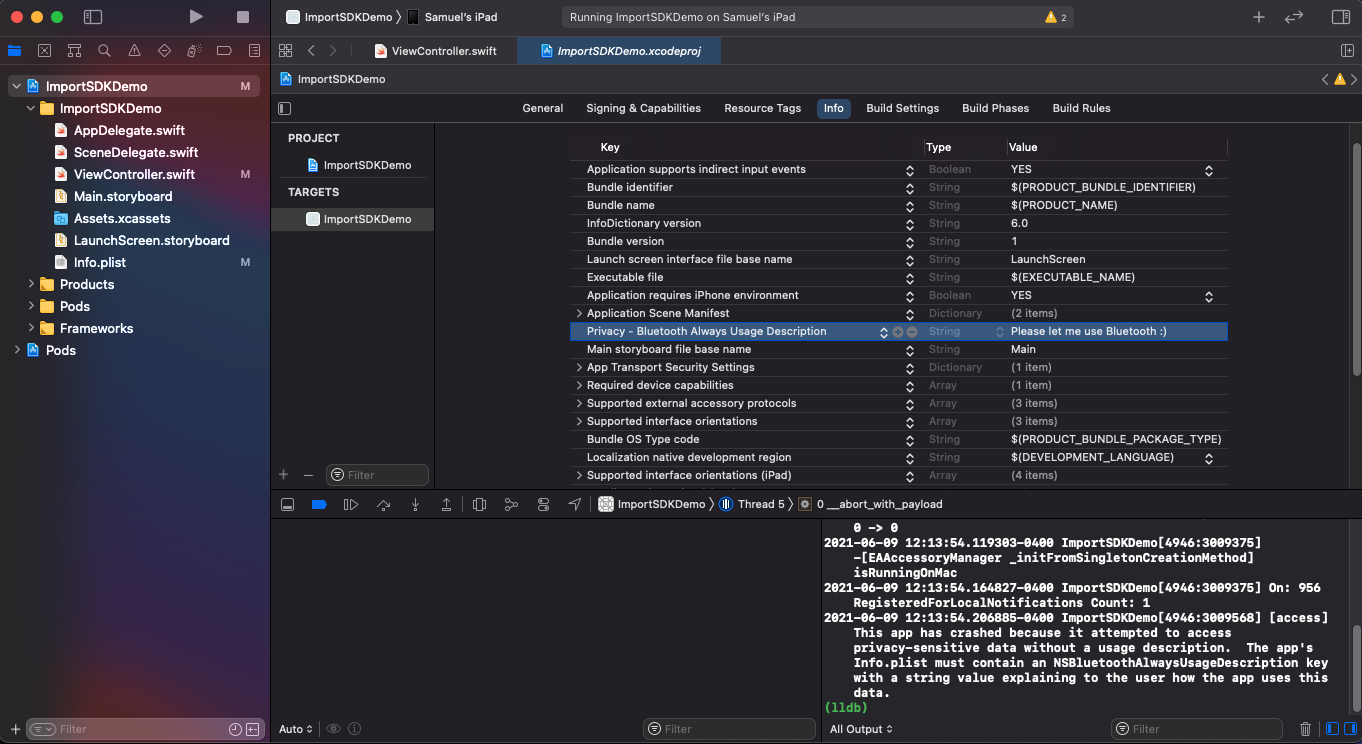 ImportSDKDemo 〉 Samuel's iPad
Running ImportSDKDemo on Samuel's iPad
2
ViewController.swift
ImportSDKDemo.xcodeproj
ImportSDKDemo M
ImportSDKDemo
AppDelegate.swift
SceneDelegate.swift
ViewController.swift M
Main.storyboard
Assets.xcassets
LaunchScreen.storyboard
Info.plist M
Products
Pods
Frameworks
Pods
Filter
ImportSDKDemo
General Signing & Capabilities Resource Tags Info Build Settings Build Phases Build Rules
PROJECT
ImportSDKDemo
TARGETS
ImportSDKDemo
Filter
Key Type Value
Application supports indirect input events Boolean YES
Bundle identifier String $(PRODUCT_BUNDLE_IDENTIFIER)
Bundle name String $(PRODUCT_NAME)
InfoDictionary version String 6.0
Bundle version String 1
Launch screen interface file base name String LaunchScreen
Executable file String $(EXECUTABLE_NAME)
Application requires iPhone environment Boolean YES
Application Scene Manifest Dictionary (2 items)
Privacy - Bluetooth Always Usage Description String Please let me use Bluetooth :)
Main storyboard file base name String Main
App Transport Security Settings Dictionary (1 item)
Required device capabilities Array (1 item)
Supported external accessory protocols Array (3 items)
Supported interface orientations Array (3 items)
Bundle OS Type code String $(PRODUCT_BUNDLE_PACKAGE_TYPE)
Localization native development region String $(DEVELOPMENT_LANGUAGE)
Supported interface orientations (iPad) Array (4 items)
ImportSDKDemo 〉 Thread 5 〉 0 __abort_with_payload
0 -> 0
2021-06-09 12:13:54.119303-0400 ImportSDKDemo[4946:3009375]
-[EAAccessoryManager _initFromSingletonCreationMethod]
isRunningOnMac
2021-06-09 12:13:54.164827-0400 ImportSDKDemo[4946:3009375] On: 956
RegisteredForLocalNotifications Count: 1
2021-06-09 12:13:54.206885-0400 ImportSDKDemo[4946:3009568] [access]
This app has crashed because it attempted to access
privacy-sensitive data without a usage description.  The app's
Info.plist must contain an NSBluetoothAlwaysUsageDescription key
with a string value explaining to the user how the app uses this
data.
(lldb)
Auto
Filter
All Output
Filter